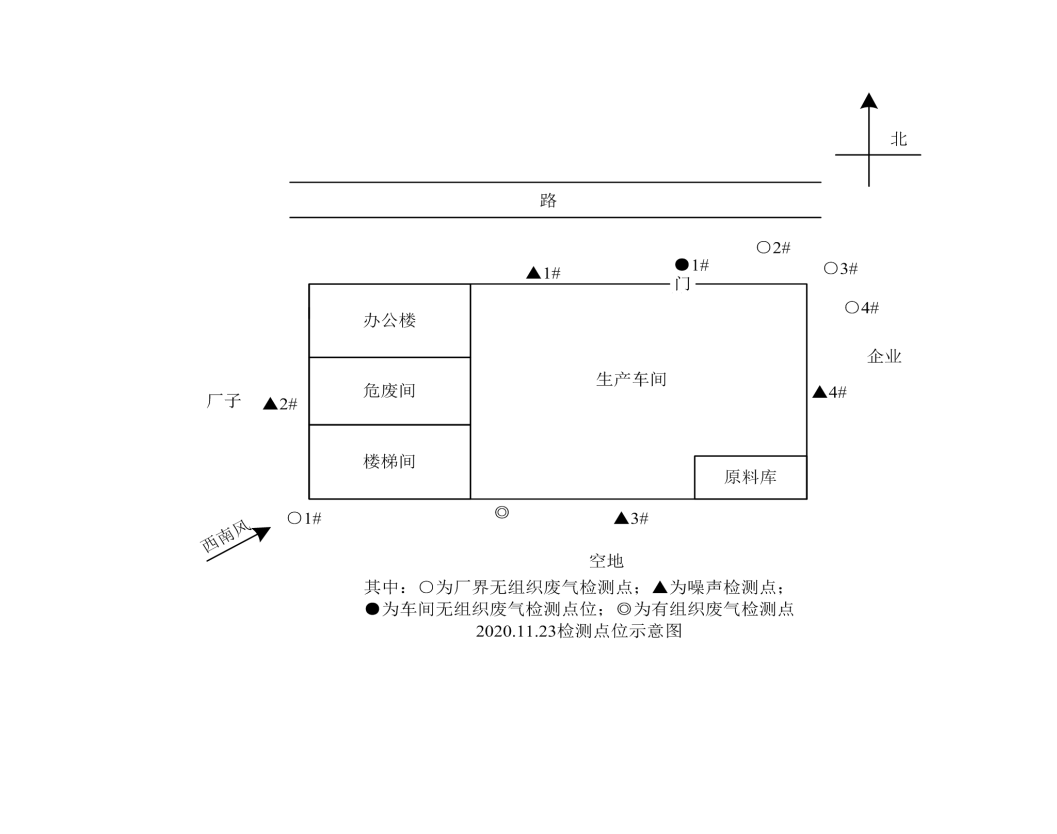 北
路
○2#
●1#
○3#
▲1#
门
○4#
办公楼
企业
生产车间
危废间
▲4#
厂子
▲2#
楼梯间
原料库
○1#
◎
▲3#
西南风
空地
其中：○为厂界无组织废气检测点；▲为噪声检测点；
●为车间无组织废气检测点位；◎为有组织废气检测点
2020.11.23检测点位示意图